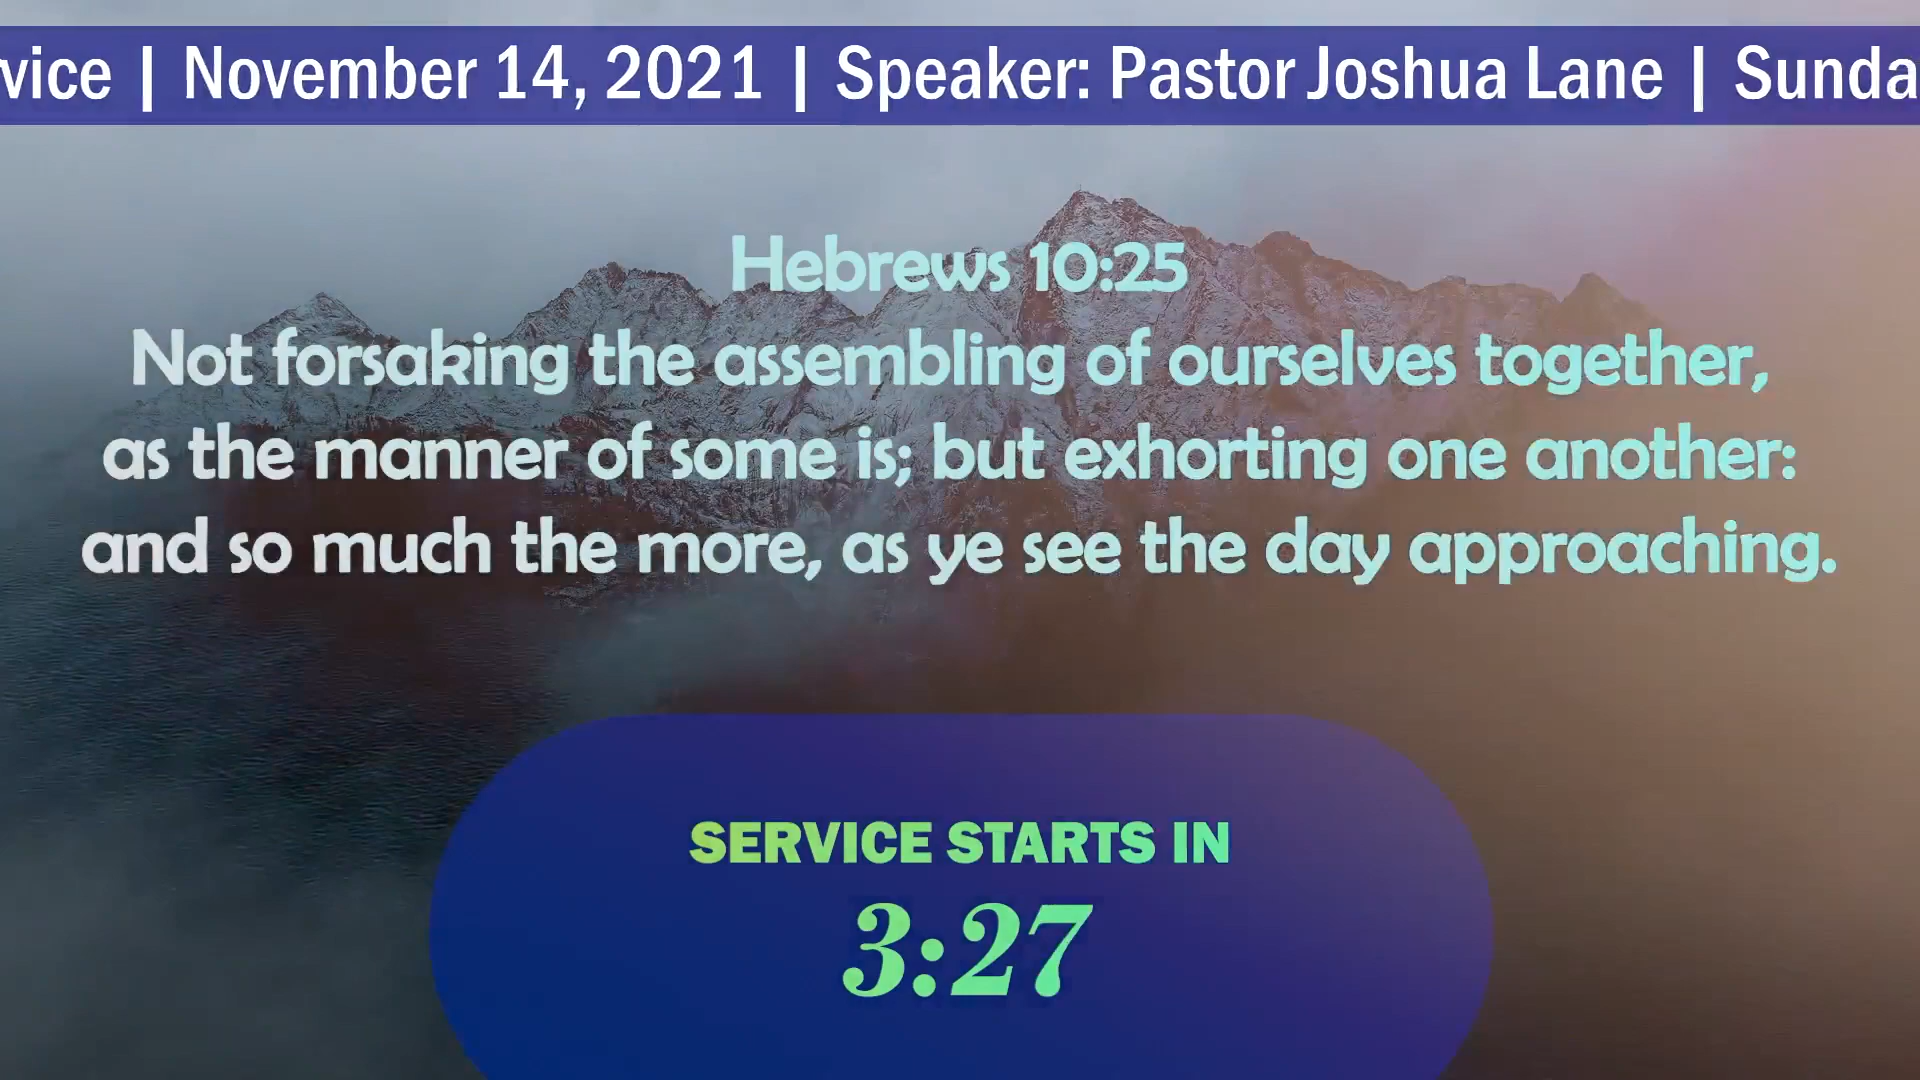 vice | November 14, 2021 | Speaker: Pastor Joshua Lane | Sunda
Hebrews 10:25
Not forsaking the assembling of ourselves together,
as the manner of some is; but exhorting one another:
and so much the more, as ye see the day approaching.
SERVICE STARTS IN
3:27